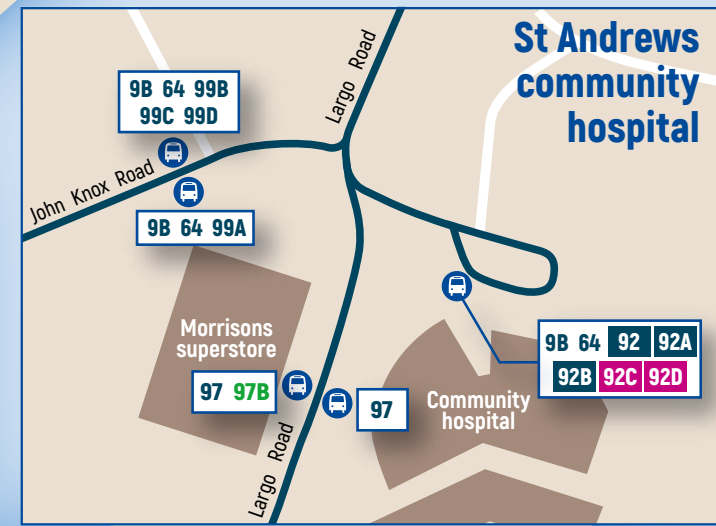 St Andrews
community
hospital
Largo Road
9B 64 99B
99C 99D
John Knox Road
9B 64 99A
Morrisons
superstore
97 97B
97
Largo Road
Community
hospital
9B 64 92 92A
92B 92C 92D